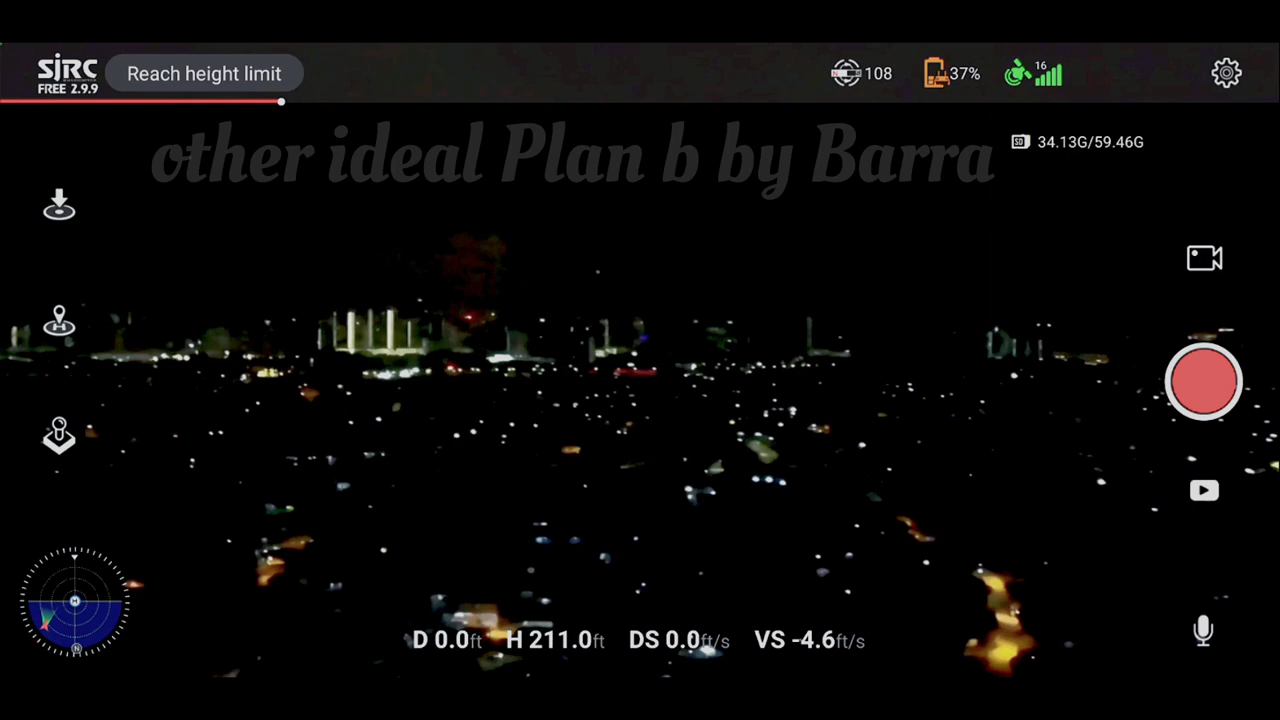 SJRC
FREE 2.9.9
Reach height limit
108
37%
16
SD 34.13G/59.46G
other ideal Plan b by Barra
H
H
N
D 0.0ft H 211.0ft DS 0.0ft/s VS -4.6ft/s